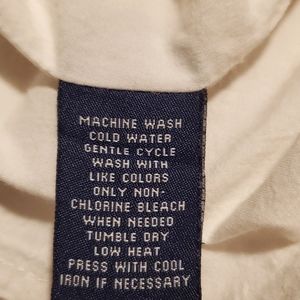 MACHINE WASH
COLD WATER
GENTLE CYCLE
WASH WITH
LIKE COLORS
ONLY NON-
CHLORINE BLEACH
WHEN NEEDED
TUMBLE DRY
LOW HEAT
PRESS WITH COOL
IRON IF NECESSARY